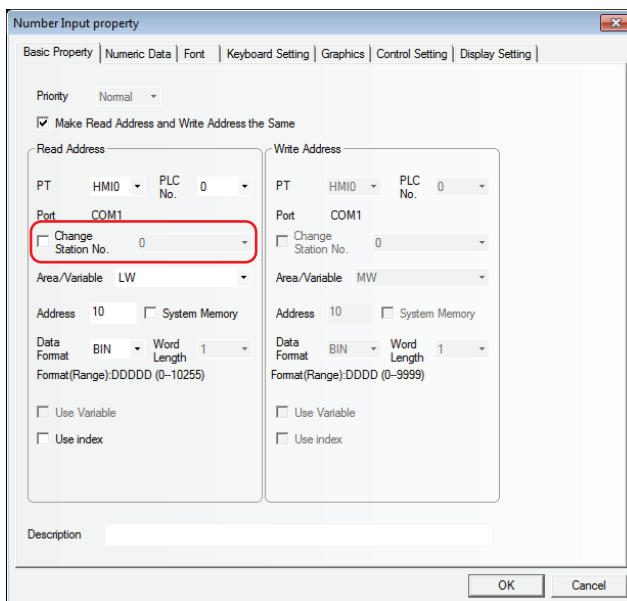 Number Input property
Basic Property Numeric Data Font Keyboard Setting Graphics Control Setting Display Setting
Priority Normal
Make Read Address and Write Address the Same
Read Address
PT HMI0 PLC No. 0
Port COM1
Change Station No. 0
Area/Variable LW
Address 10 System Memory
Data Format BIN Word Length 1
Format(Range):DDDDD (0~10255)
Use Variable
Use index
Write Address
PT HMI0 PLC No. 0
Port COM1
Change Station No. 0
Area/Variable MW
Address 10 System Memory
Data Format BIN Word Length 1
Format(Range):DDDD (0~9999)
Use Variable
Use index
Description
OK Cancel